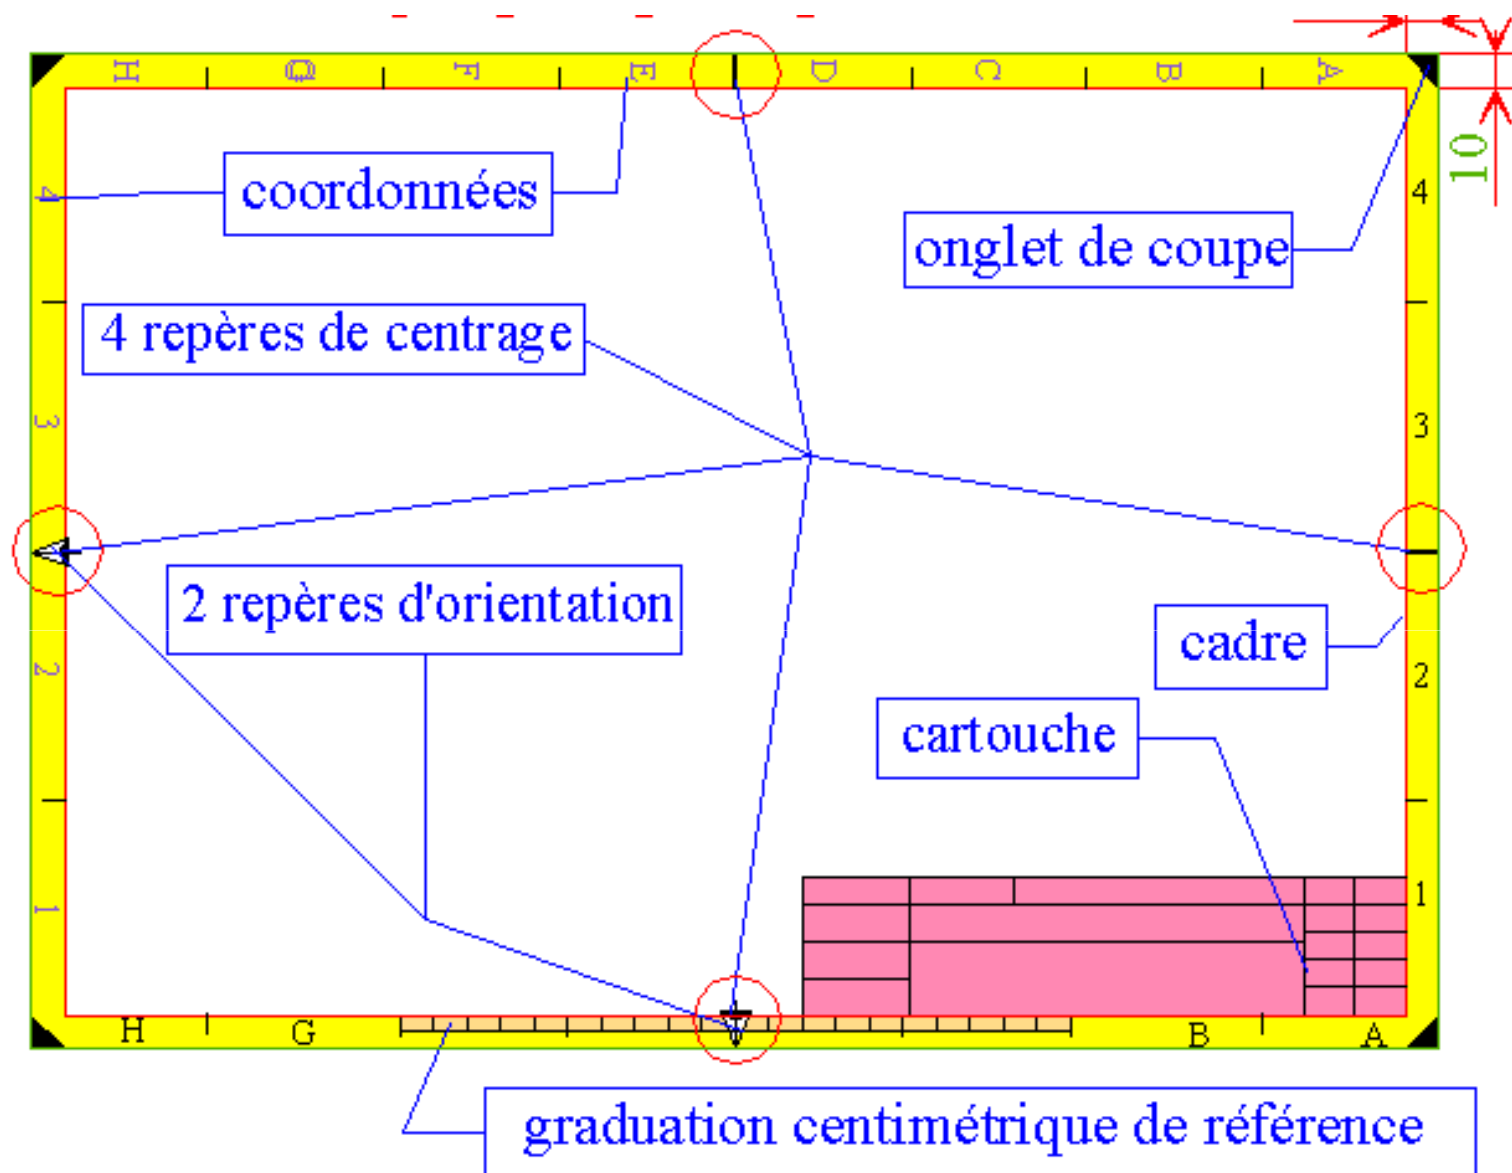 H G F E D C B A
4 coordonnées 4 10
onglet de coupe
4 repères de centrage
3 3
2 repères d'orientation
cadre
2 2
cartouche
1 1
H G B A
graduation centimétrique de référence